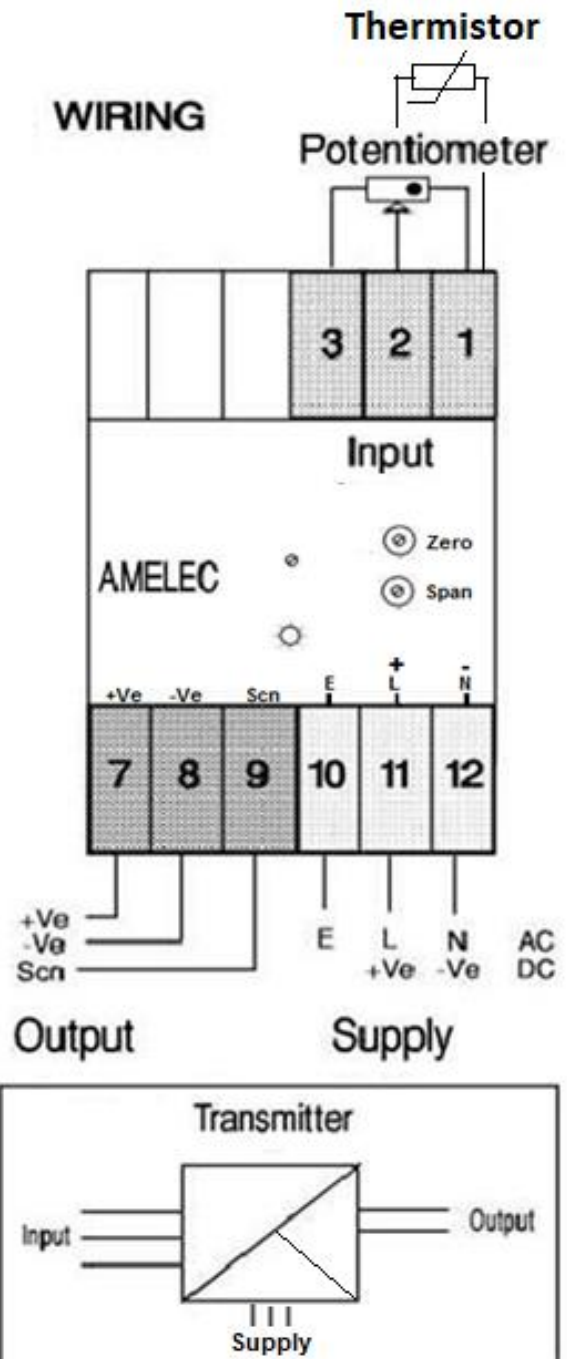 Thermistor
WIRING
Potentiometer
3 2 1
Input
Zero
AMELEC
Span
+ -
+Ve -Ve Scn E L N
7 8 9 10 11 12
+Ve
-Ve
Scn
E L N AC
+Ve -Ve DC
Output Supply
Transmitter
Input
Output
Supply